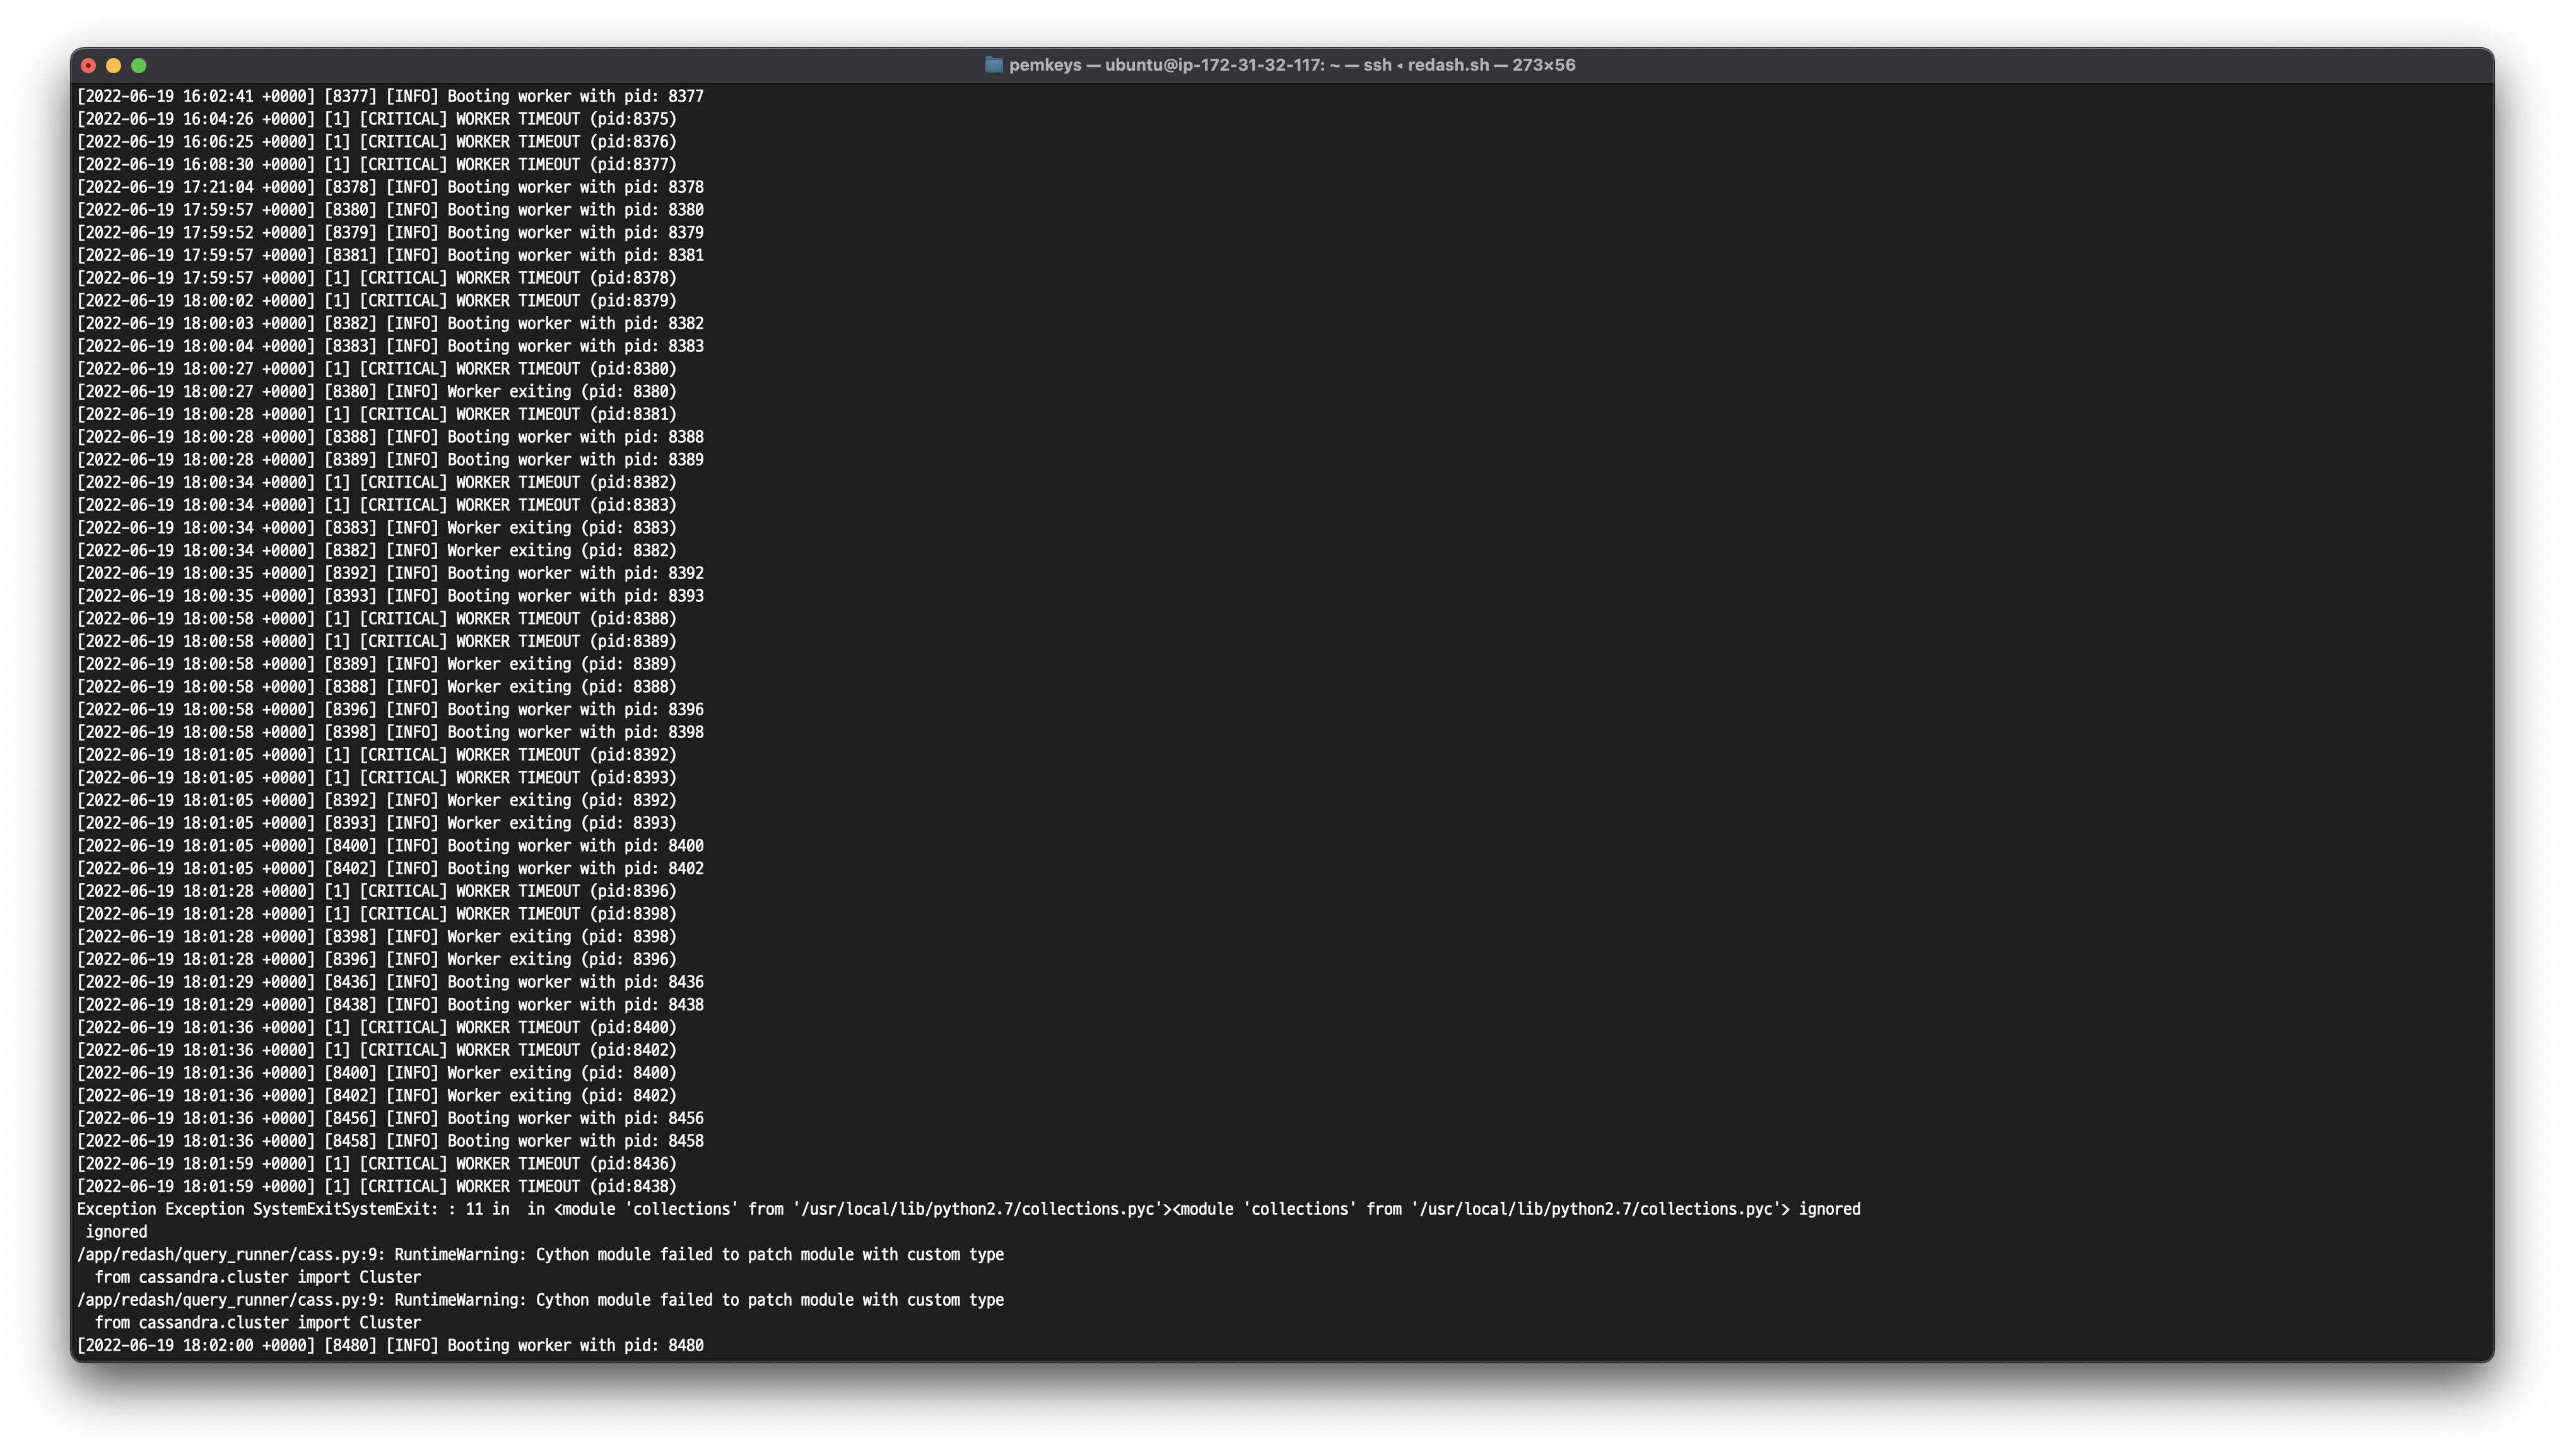 pemkeys — ubuntu@ip-172-31-32-117: ~ — ssh ◂ redash.sh — 273×56
[2022-06-19 16:02:41 +0000] [8377] [INFO] Booting worker with pid: 8377
[2022-06-19 16:04:26 +0000] [1] [CRITICAL] WORKER TIMEOUT (pid:8375)
[2022-06-19 16:06:25 +0000] [1] [CRITICAL] WORKER TIMEOUT (pid:8376)
[2022-06-19 16:08:30 +0000] [1] [CRITICAL] WORKER TIMEOUT (pid:8377)
[2022-06-19 17:21:04 +0000] [8378] [INFO] Booting worker with pid: 8378
[2022-06-19 17:59:57 +0000] [8380] [INFO] Booting worker with pid: 8380
[2022-06-19 17:59:52 +0000] [8379] [INFO] Booting worker with pid: 8379
[2022-06-19 17:59:57 +0000] [8381] [INFO] Booting worker with pid: 8381
[2022-06-19 17:59:57 +0000] [1] [CRITICAL] WORKER TIMEOUT (pid:8378)
[2022-06-19 18:00:02 +0000] [1] [CRITICAL] WORKER TIMEOUT (pid:8379)
[2022-06-19 18:00:03 +0000] [8382] [INFO] Booting worker with pid: 8382
[2022-06-19 18:00:04 +0000] [8383] [INFO] Booting worker with pid: 8383
[2022-06-19 18:00:27 +0000] [1] [CRITICAL] WORKER TIMEOUT (pid:8380)
[2022-06-19 18:00:27 +0000] [8380] [INFO] Worker exiting (pid: 8380)
[2022-06-19 18:00:28 +0000] [1] [CRITICAL] WORKER TIMEOUT (pid:8381)
[2022-06-19 18:00:28 +0000] [8388] [INFO] Booting worker with pid: 8388
[2022-06-19 18:00:28 +0000] [8389] [INFO] Booting worker with pid: 8389
[2022-06-19 18:00:34 +0000] [1] [CRITICAL] WORKER TIMEOUT (pid:8382)
[2022-06-19 18:00:34 +0000] [1] [CRITICAL] WORKER TIMEOUT (pid:8383)
[2022-06-19 18:00:34 +0000] [8383] [INFO] Worker exiting (pid: 8383)
[2022-06-19 18:00:34 +0000] [8382] [INFO] Worker exiting (pid: 8382)
[2022-06-19 18:00:35 +0000] [8392] [INFO] Booting worker with pid: 8392
[2022-06-19 18:00:35 +0000] [8393] [INFO] Booting worker with pid: 8393
[2022-06-19 18:00:58 +0000] [1] [CRITICAL] WORKER TIMEOUT (pid:8388)
[2022-06-19 18:00:58 +0000] [1] [CRITICAL] WORKER TIMEOUT (pid:8389)
[2022-06-19 18:00:58 +0000] [8389] [INFO] Worker exiting (pid: 8389)
[2022-06-19 18:00:58 +0000] [8388] [INFO] Worker exiting (pid: 8388)
[2022-06-19 18:00:58 +0000] [8396] [INFO] Booting worker with pid: 8396
[2022-06-19 18:00:58 +0000] [8398] [INFO] Booting worker with pid: 8398
[2022-06-19 18:01:05 +0000] [1] [CRITICAL] WORKER TIMEOUT (pid:8392)
[2022-06-19 18:01:05 +0000] [1] [CRITICAL] WORKER TIMEOUT (pid:8393)
[2022-06-19 18:01:05 +0000] [8392] [INFO] Worker exiting (pid: 8392)
[2022-06-19 18:01:05 +0000] [8393] [INFO] Worker exiting (pid: 8393)
[2022-06-19 18:01:05 +0000] [8400] [INFO] Booting worker with pid: 8400
[2022-06-19 18:01:05 +0000] [8402] [INFO] Booting worker with pid: 8402
[2022-06-19 18:01:28 +0000] [1] [CRITICAL] WORKER TIMEOUT (pid:8396)
[2022-06-19 18:01:28 +0000] [1] [CRITICAL] WORKER TIMEOUT (pid:8398)
[2022-06-19 18:01:28 +0000] [8398] [INFO] Worker exiting (pid: 8398)
[2022-06-19 18:01:28 +0000] [8396] [INFO] Worker exiting (pid: 8396)
[2022-06-19 18:01:29 +0000] [8436] [INFO] Booting worker with pid: 8436
[2022-06-19 18:01:29 +0000] [8438] [INFO] Booting worker with pid: 8438
[2022-06-19 18:01:36 +0000] [1] [CRITICAL] WORKER TIMEOUT (pid:8400)
[2022-06-19 18:01:36 +0000] [1] [CRITICAL] WORKER TIMEOUT (pid:8402)
[2022-06-19 18:01:36 +0000] [8400] [INFO] Worker exiting (pid: 8400)
[2022-06-19 18:01:36 +0000] [8402] [INFO] Worker exiting (pid: 8402)
[2022-06-19 18:01:36 +0000] [8456] [INFO] Booting worker with pid: 8456
[2022-06-19 18:01:36 +0000] [8458] [INFO] Booting worker with pid: 8458
[2022-06-19 18:01:59 +0000] [1] [CRITICAL] WORKER TIMEOUT (pid:8436)
[2022-06-19 18:01:59 +0000] [1] [CRITICAL] WORKER TIMEOUT (pid:8438)
Exception Exception SystemExitSystemExit: : 11 in  in <module 'collections' from '/usr/local/lib/python2.7/collections.pyc'><module 'collections' from '/usr/local/lib/python2.7/collections.pyc'> ignored
 ignored
/app/redash/query_runner/cass.py:9: RuntimeWarning: Cython module failed to patch module with custom type
  from cassandra.cluster import Cluster
/app/redash/query_runner/cass.py:9: RuntimeWarning: Cython module failed to patch module with custom type
  from cassandra.cluster import Cluster
[2022-06-19 18:02:00 +0000] [8480] [INFO] Booting worker with pid: 8480